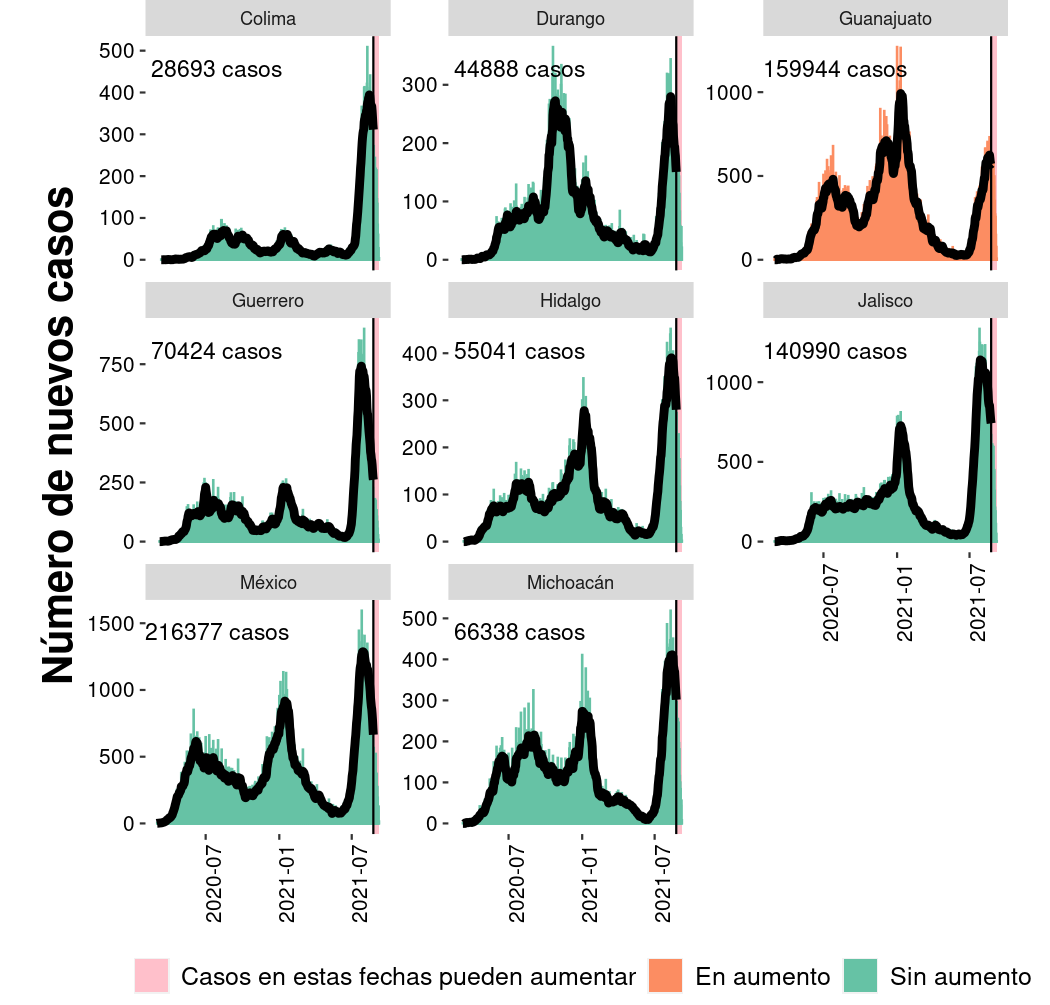 Colima
Durango
Guanajuato
500
400
300
200
100
0
28693 casos
300
200
100
0
44888 casos
1000
500
0
159944 casos
Número de nuevos casos
Guerrero
Hidalgo
Jalisco
750
500
250
0
70424 casos
400
300
200
100
0
55041 casos
1000
500
0
140990 casos
2020-07
2021-01
2021-07
México
Michoacán
1500
1000
500
0
216377 casos
500
400
300
200
100
0
66338 casos
2020-07
2021-01
2021-07
2020-07
2021-01
2021-07
Casos en estas fechas pueden aumentar
En aumento
Sin aumento